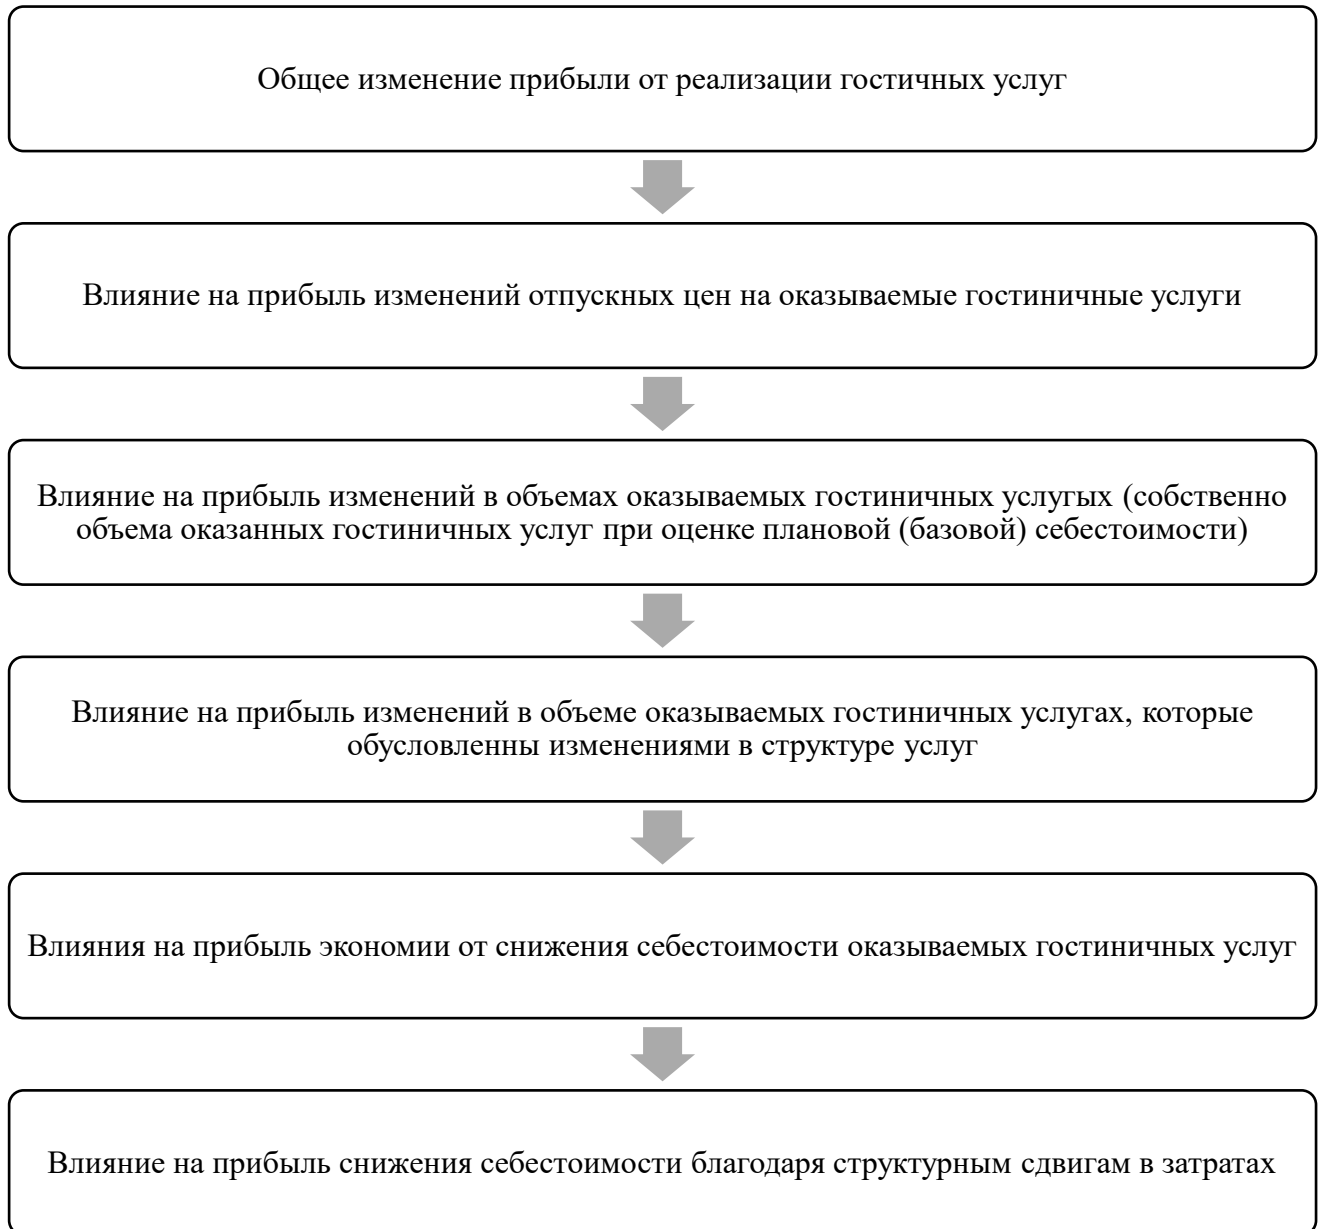 Общее изменение прибыли от реализации гостичных услуг
Влияние на прибыль изменений отпускных цен на оказываемые гостиничные услуги
Влияние на прибыль изменений в объемах оказываемых гостиничных услугых (собственно
объема оказанных гостиничных услуг при оценке плановой (базовой) себестоимости)
Влияние на прибыль изменений в объеме оказываемых гостиничных услугах, которые
обусловленны изменениями в структуре услуг
Влияния на прибыль экономии от снижения себестоимости оказываемых гостиничных услуг
Влияние на прибыль снижения себестоимости благодаря структурным сдвигам в затратах